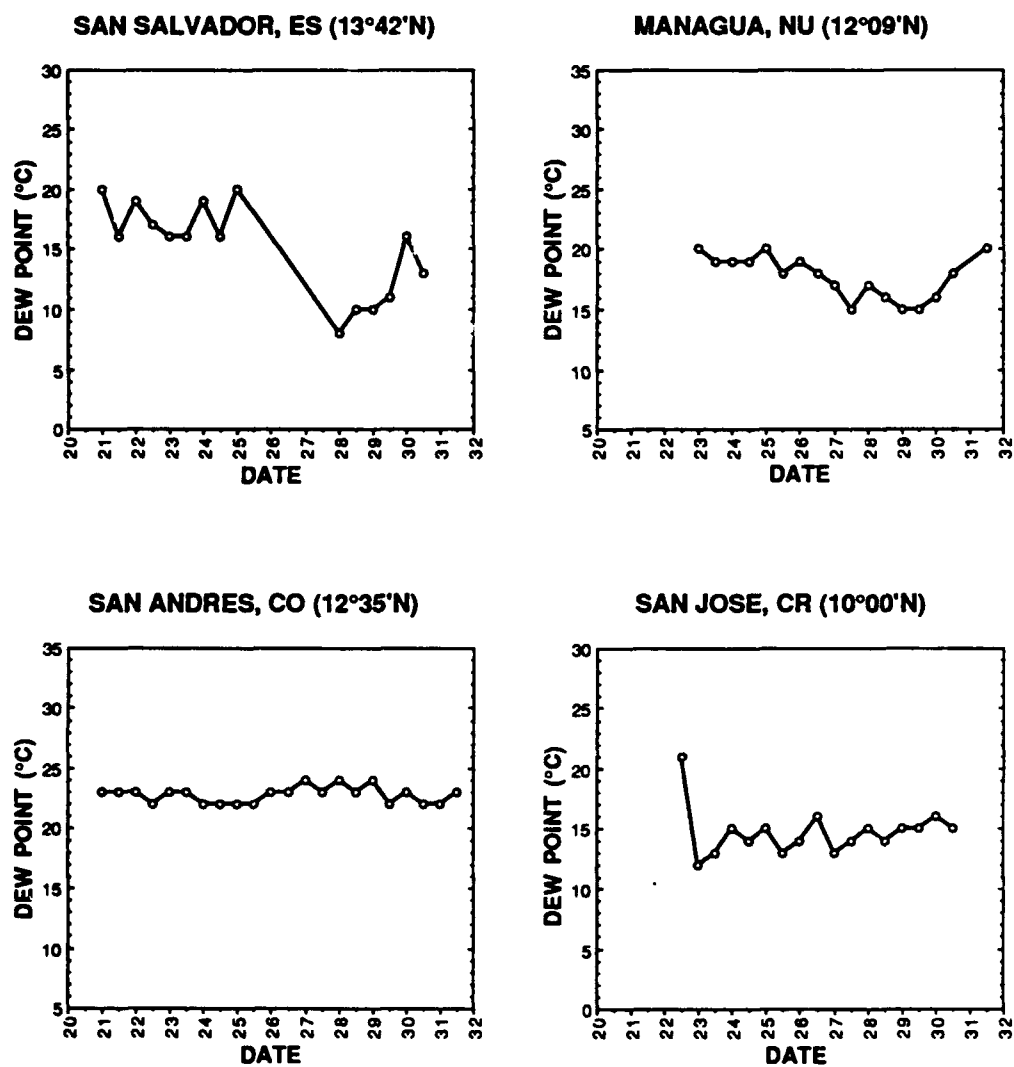 SAN SALVADOR, ES (13°42'N)
30
25
20
15
10
5
0
DEW POINT (°C)
20 21 22 23 24 25 26 27 28 29 30 31 32
DATE
MANAGUA, NU (12°09'N)
35
30
25
20
15
10
5
DEW POINT (°C)
20 21 22 23 24 25 26 27 28 29 30 31 32
DATE
SAN ANDRES, CO (12°35'N)
35
30
25
20
15
10
5
DEW POINT (°C)
20 21 22 23 24 25 26 27 28 29 30 31 32
DATE
SAN JOSE, CR (10°00'N)
30
25
20
15
10
5
0
DEW POINT (°C)
20 21 22 23 24 25 26 27 28 29 30 31 32
DATE